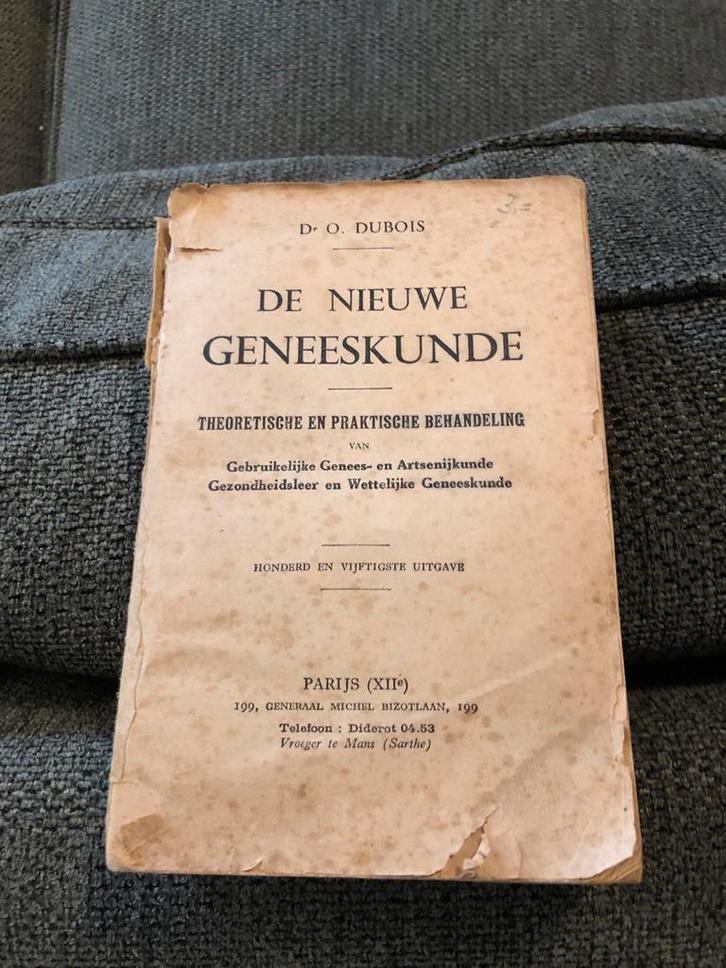 3,=
Dr O. DUBOIS
DE NIEUWE
GENEESKUNDE
THEORETISCHE EN PRAKTISCHE BEHANDELING
VAN
Gebruikelijke Genees- en Artsenijkunde
Gezondheidsleer en Wettelijke Geneeskunde
HONDERD EN VIJFTIGSTE UITGAVE
PARIJS (XIIe)
199, GENERAAL MICHEL BIZOTLAAN, 199
Telefoon : Diderot 04.53
Vroeger te Mans (Sarthe)